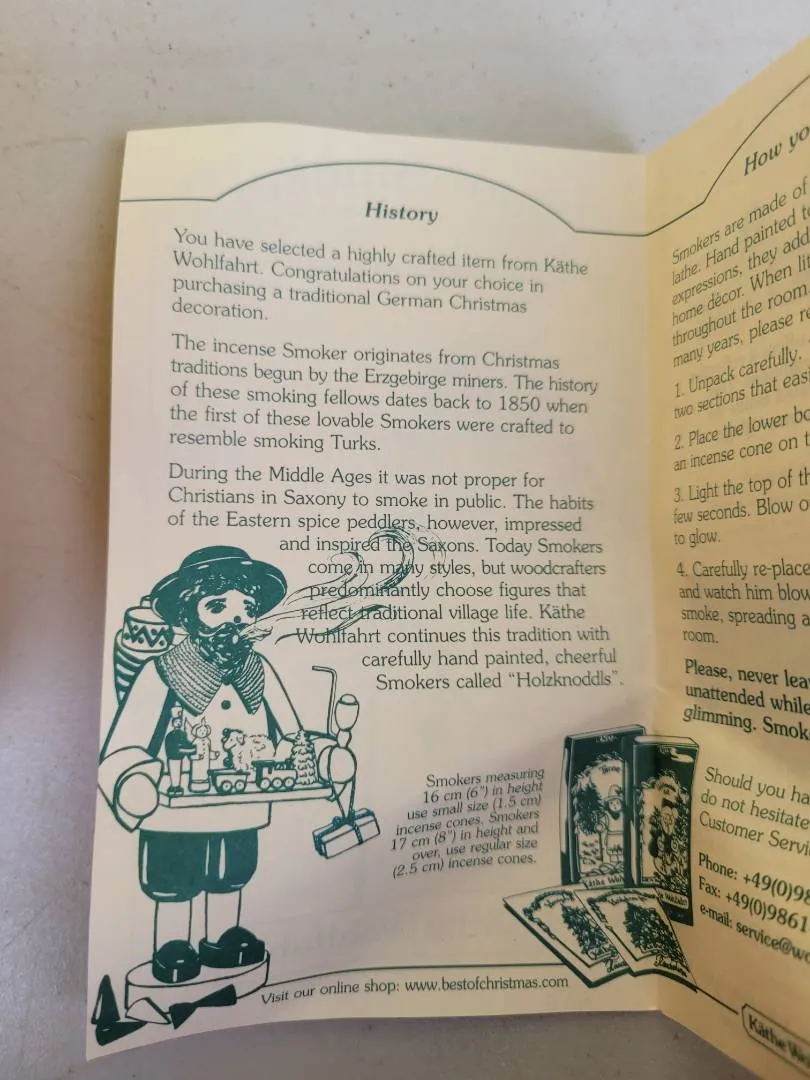 History
You have selected a highly crafted item from Käthe
Wohlfahrt. Congratulations on your choice in
purchasing a traditional German Christmas
decoration.
The incense Smoker originates from Christmas
traditions begun by the Erzgebirge miners. The history
of these smoking fellows dates back to 1850 when
the first of these lovable Smokers were crafted to
resemble smoking Turks.
During the Middle Ages it was not proper for
Christians in Saxony to smoke in public. The habits
of the Eastern spice peddlers, however, impressed
and inspired the Saxons. Today Smokers
come in many styles, but woodcrafters
predominantly choose figures that
reflect traditional village life. Käthe
Wohlfahrt continues this tradition with
carefully hand painted, cheerful
Smokers called “Holzknoddls”.
Smokers measuring
16 cm (6") in height
use small size (1.5 cm)
incense cones. Smokers
17 cm (8") in height and
over, use regular size
(2.5 cm) incense cones.
Visit our online shop: www.bestofchristmas.com
How yo
Smokers are made of
lathe. Hand painted
expressions, they add
home décor. When lit
throughout the room
many years, please
1. Unpack carefully.
two sections that
2. Place the lower
an incense cone on
3. Light the top of
few seconds. Blow
to glow.
4. Carefully re-place
and watch him blow
smoke, spreading a
room.
Please, never
unattended while
glimming.
Should you
do not hesitate
Customer
Phone: +49(0)98
Fax: +49(0)9861
e-mail: service@wo
Käthe